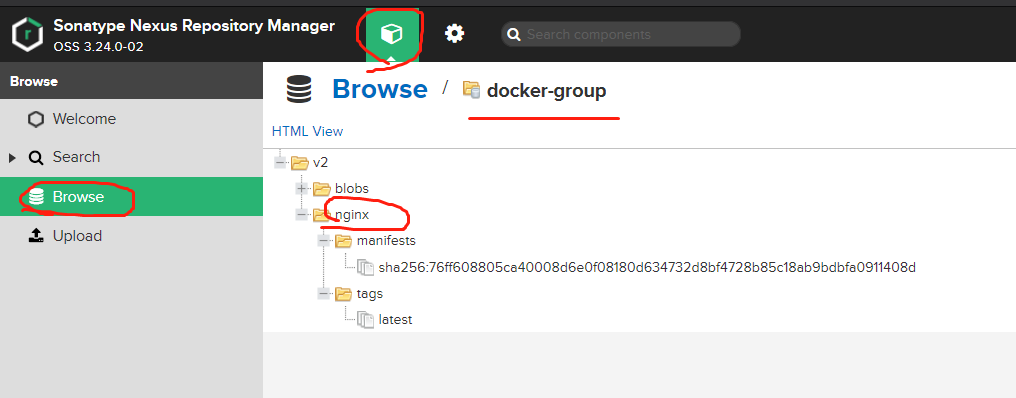 Sonatype Nexus Repository Manager
OSS 3.24.0-02
Search components
Browse
Welcome
Search
Browse
Upload
Browse / docker-group
HTML View
v2
blobs
nginx
manifests
sha256:76ff608805ca40008d6e0f08180d634732d8bf4728b85c18ab9bdbfa0911408d
tags
latest